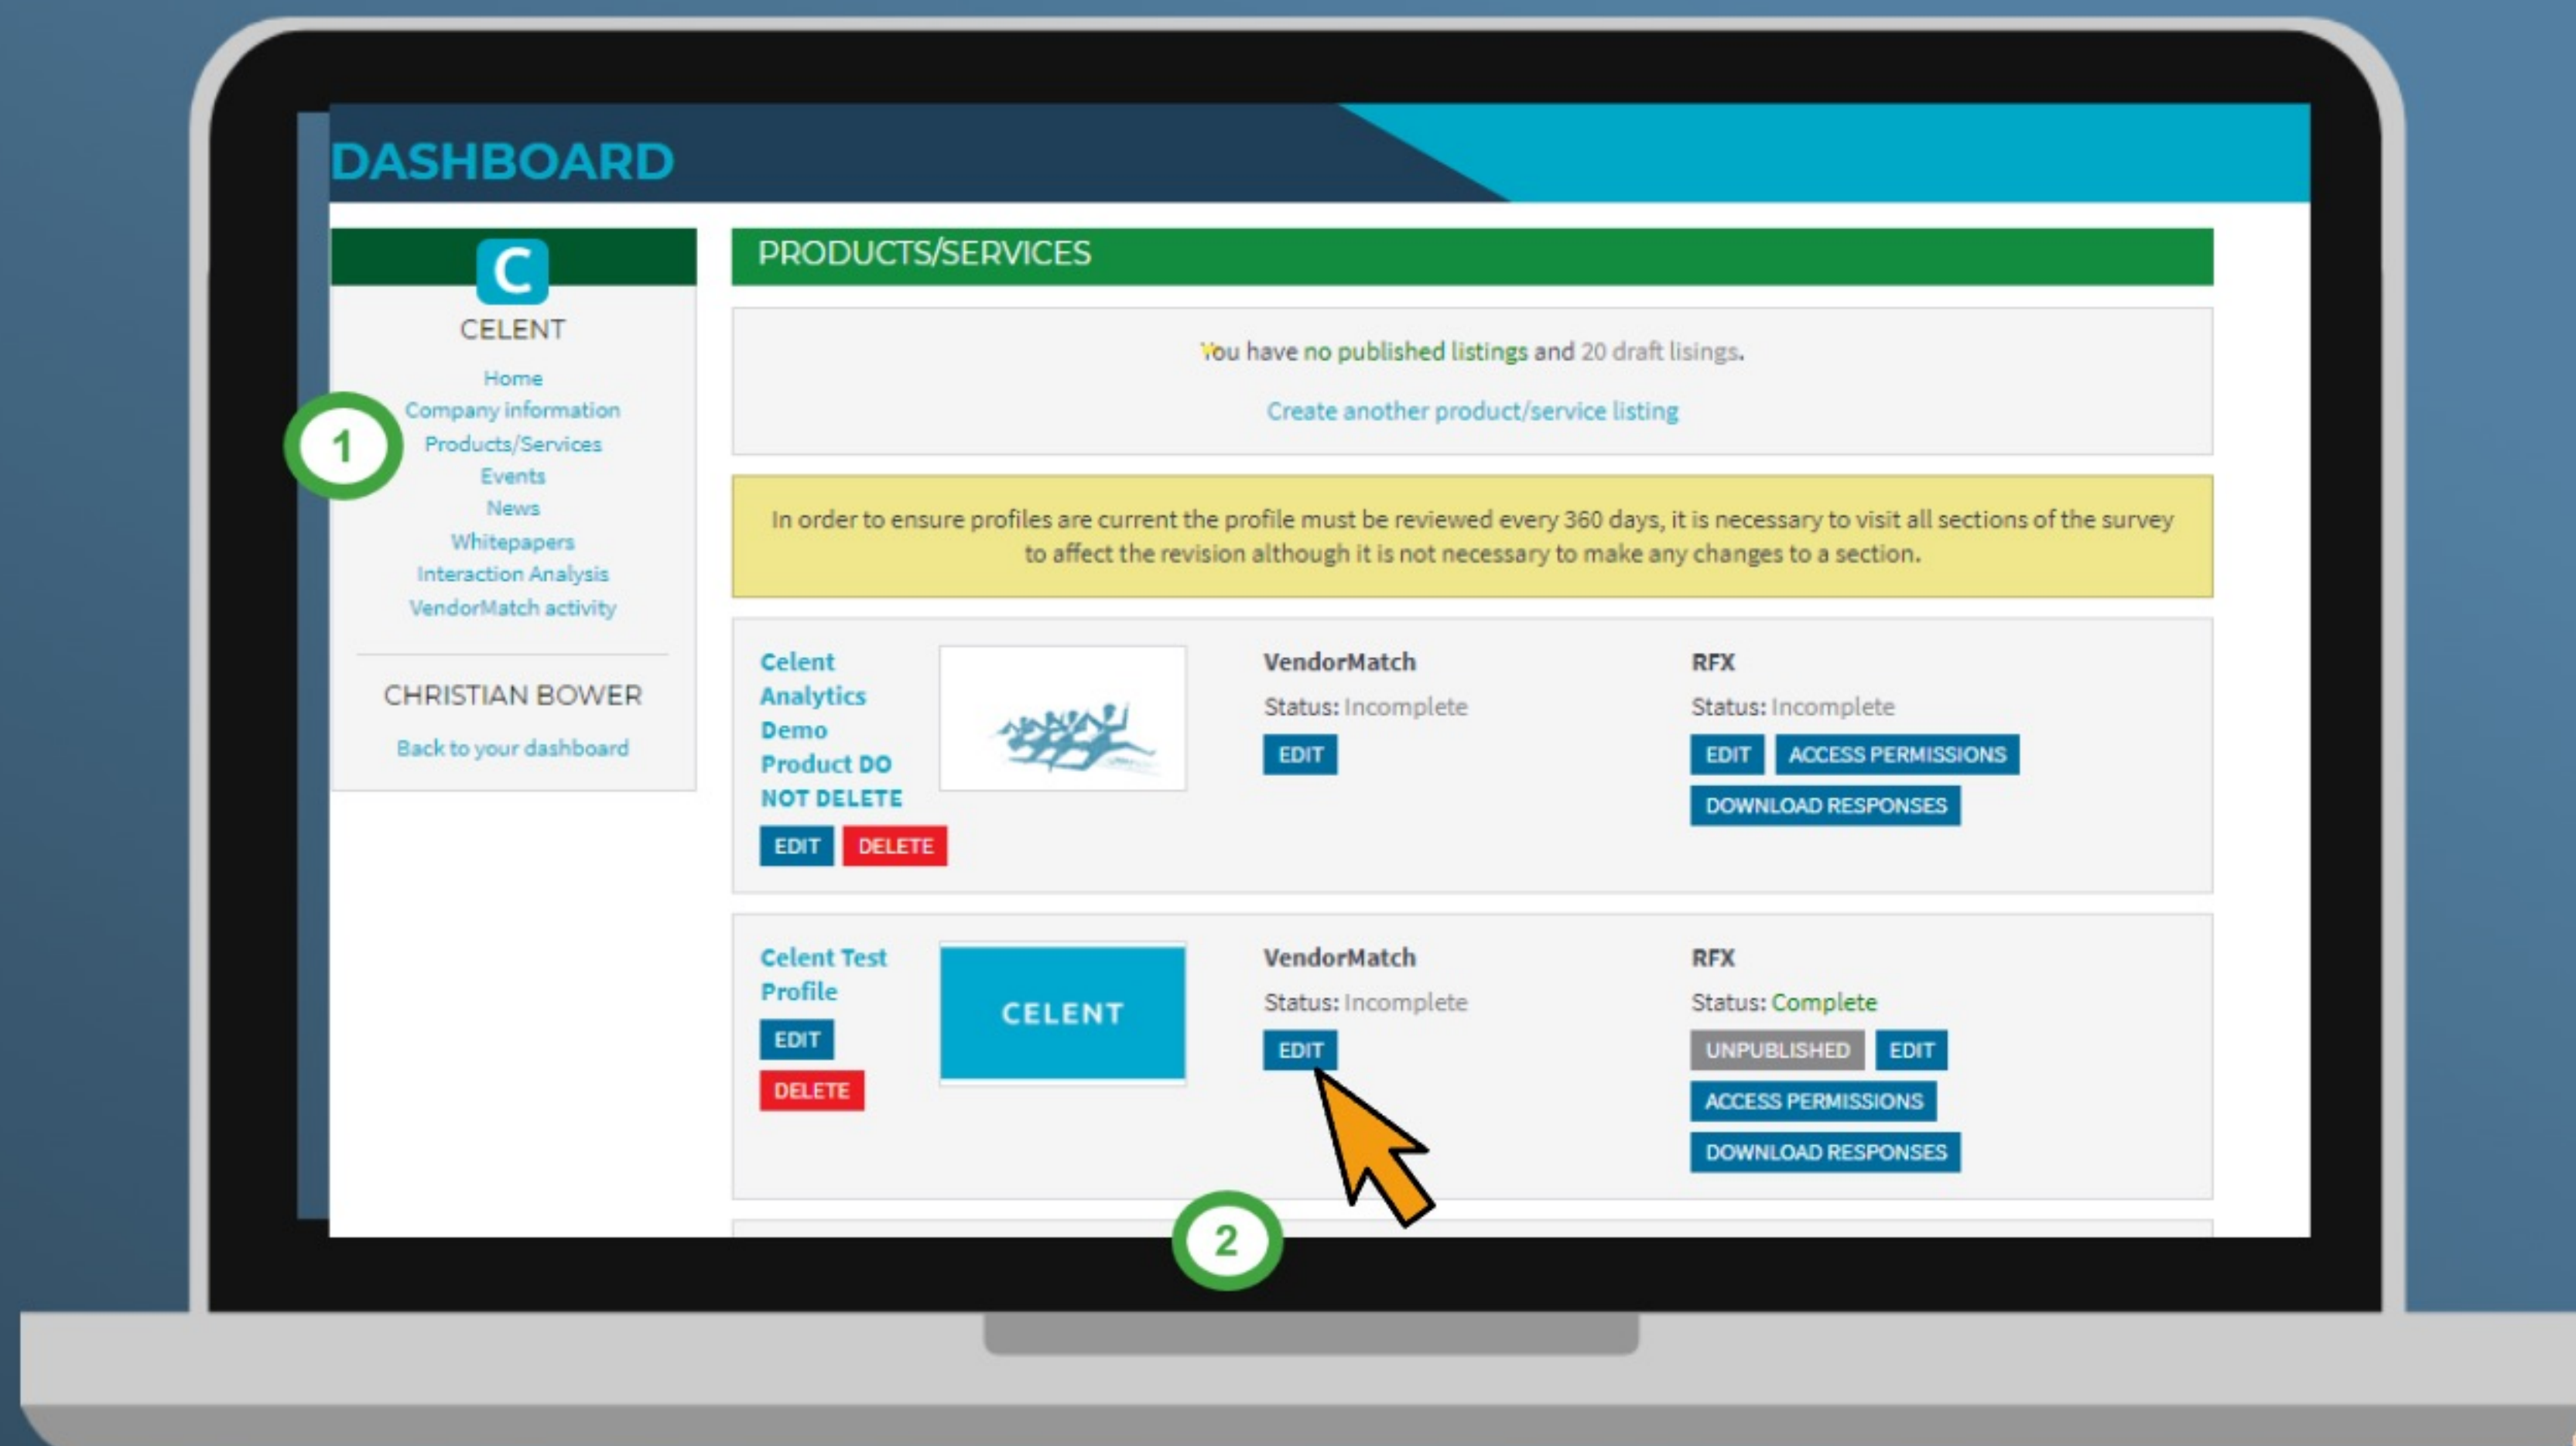 DASHBOARD
C
CELENT
Home
Company information
1
Products/Services
Events
News
Whitepapers
Interaction Analysis
VendorMatch activity
CHRISTIAN BOWER
Back to your dashboard
PRODUCTS/SERVICES
You have no published listings and 20 draft lisings.
Create another product/service listing
In order to ensure profiles are current the profile must be reviewed every 360 days, it is necessary to visit all sections of the survey
to affect the revision although it is not necessary to make any changes to a section.
Celent
Analytics
Demo
Product DO
NOT DELETE
EDIT DELETE
VendorMatch
Status: Incomplete
EDIT
RFX
Status: Incomplete
EDIT ACCESS PERMISSIONS
DOWNLOAD RESPONSES
Celent Test
Profile
EDIT
DELETE
CELENT
VendorMatch
Status: Incomplete
EDIT
RFX
Status: Complete
UNPUBLISHED EDIT
ACCESS PERMISSIONS
DOWNLOAD RESPONSES
2